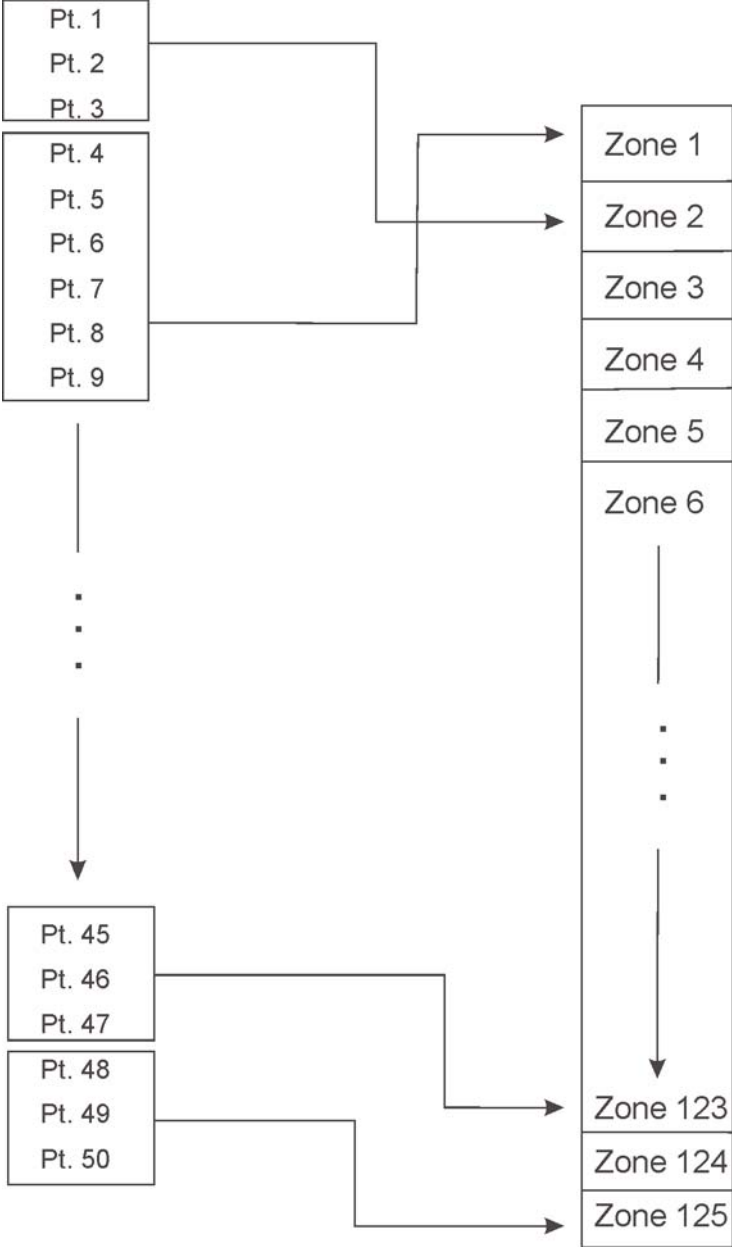 Pt. 1
Pt. 2
Pt. 3
Pt. 4
Pt. 5
Pt. 6
Pt. 7
Pt. 8
Pt. 9
Pt. 45
Pt. 46
Pt. 47
Pt. 48
Pt. 49
Pt. 50
Zone 1
Zone 2
Zone 3
Zone 4
Zone 5
Zone 6
Zone 123
Zone 124
Zone 125